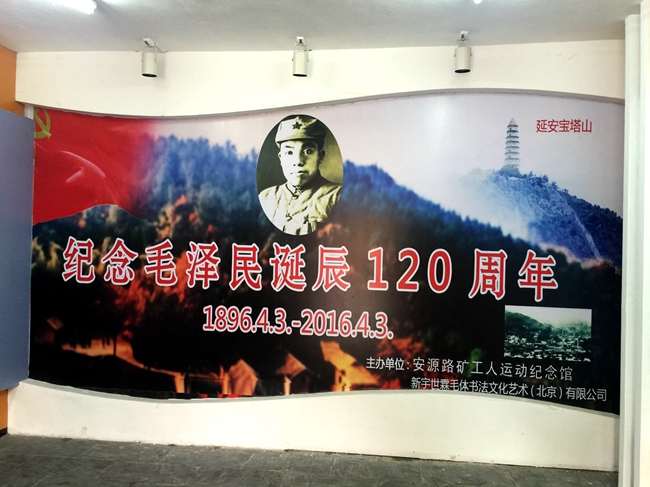 延安宝塔山
纪念毛泽民诞辰120周年
1896.4.3.-2016.4.3.
主办单位:安源路矿工人运动纪念馆
新宇世霖毛体书法文化艺术(北京)有限公司